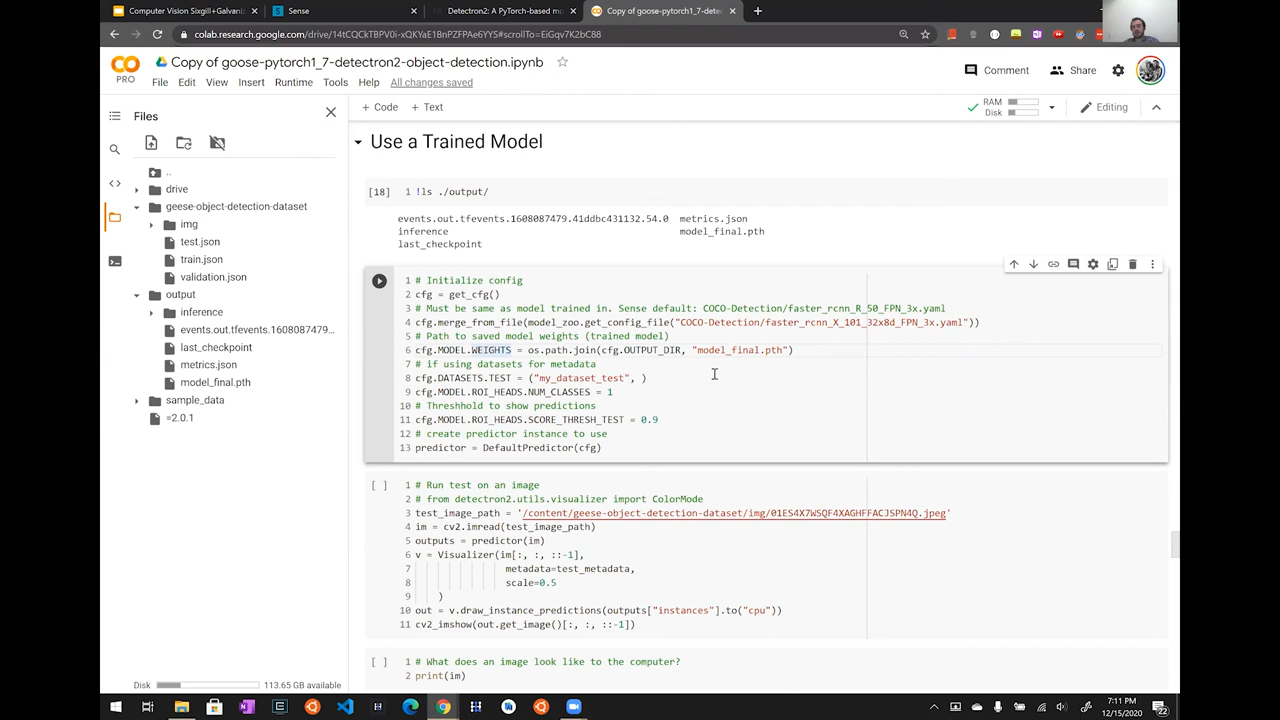 Computer Vision Sixgill+Galvani
Sense
Detectron2: A PyTorch-based mo
Copy of goose-pytorch1_7-detec
colab.research.google.com/drive/14tCQCkTBPV0i-xQKYaE1BnPZFPAe6YYS#scrollTo=EiGqv7K2bC88
PRO
Copy of goose-pytorch1_7-detectron2-object-detection.ipynb
File Edit View Insert Runtime Tools Help All changes saved
Comment Share
+ Code + Text
RAM
Disk
Editing
Files
..
drive
geese-object-detection-dataset
img
test.json
train.json
validation.json
output
inference
events.out.tfevents.1608087479...
last_checkpoint
metrics.json
model_final.pth
sample_data
=2.0.1
Disk 113.65 GB available
Use a Trained Model
[18] 1 !ls ./output/
events.out.tfevents.1608087479.41ddbc431132.54.0 metrics.json
inference model_final.pth
last_checkpoint
1 # Initialize config
2 cfg = get_cfg()
3 # Must be same as model trained in. Sense default: COCO-Detection/faster_rcnn_R_50_FPN_3x.yaml
4 cfg.merge_from_file(model_zoo.get_config_file("COCO-Detection/faster_rcnn_X_101_32x8d_FPN_3x.yaml"))
5 # Path to saved model weights (trained model)
6 cfg.MODEL.WEIGHTS = os.path.join(cfg.OUTPUT_DIR, "model_final.pth")
7 # if using datasets for metadata
8 cfg.DATASETS.TEST = ("my_dataset_test", )
9 cfg.MODEL.ROI_HEADS.NUM_CLASSES = 1
10 # Threshhold to show predictions
11 cfg.MODEL.ROI_HEADS.SCORE_THRESH_TEST = 0.9
12 # create predictor instance to use
13 predictor = DefaultPredictor(cfg)
[ ] 1 # Run test on an image
2 # from detectron2.utils.visualizer import ColorMode
3 test_image_path = '/content/geese-object-detection-dataset/img/01ES4X7WSQF4XAGHFFACJSPN4Q.jpeg'
4 im = cv2.imread(test_image_path)
5 outputs = predictor(im)
6 v = Visualizer(im[:, :, ::-1],
7 metadata=test_metadata,
8 scale=0.5
9 )
10 out = v.draw_instance_predictions(outputs["instances"].to("cpu"))
11 cv2_imshow(out.get_image()[:, :, ::-1])
[ ] 1 # What does an image look like to the computer?
2 print(im)
7:11 PM
12/15/2020
22